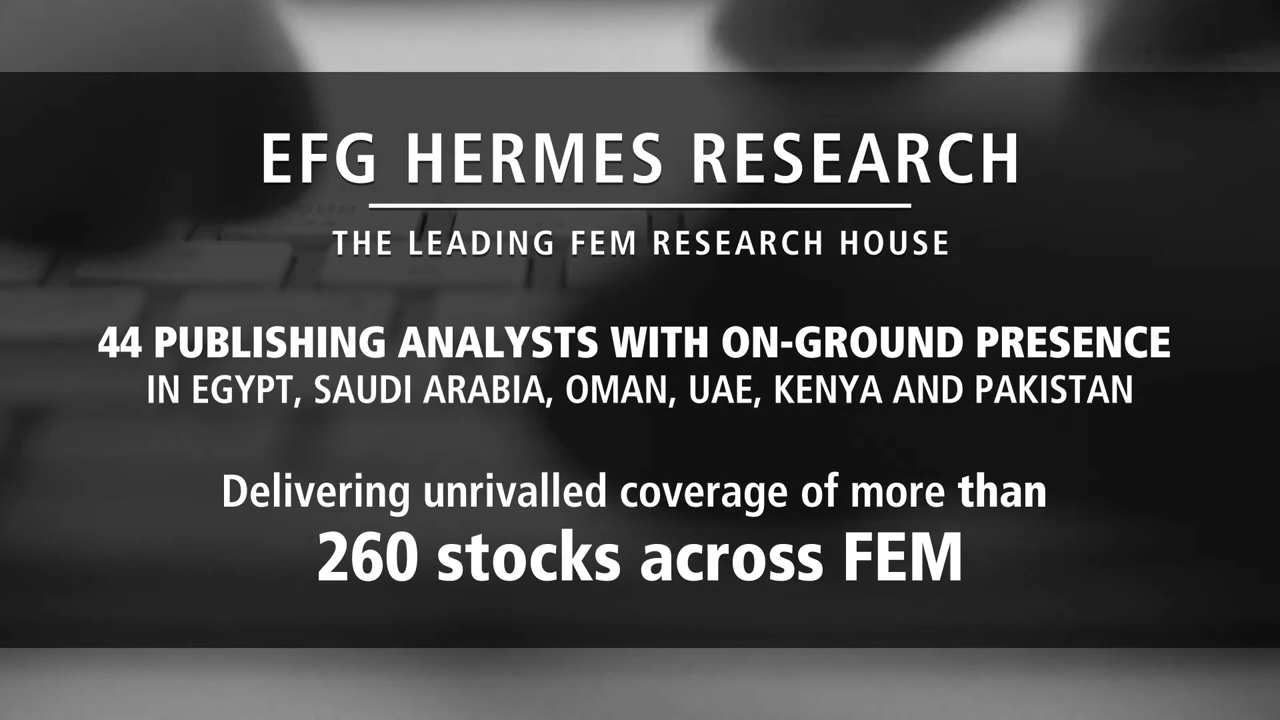 EFG HERMES RESEARCH
THE LEADING FEM RESEARCH HOUSE
44 PUBLISHING ANALYSTS WITH ON-GROUND PRESENCE
IN EGYPT, SAUDI ARABIA, OMAN, UAE, KENYA AND PAKISTAN
Delivering unrivalled coverage of more than
260 stocks across FEM